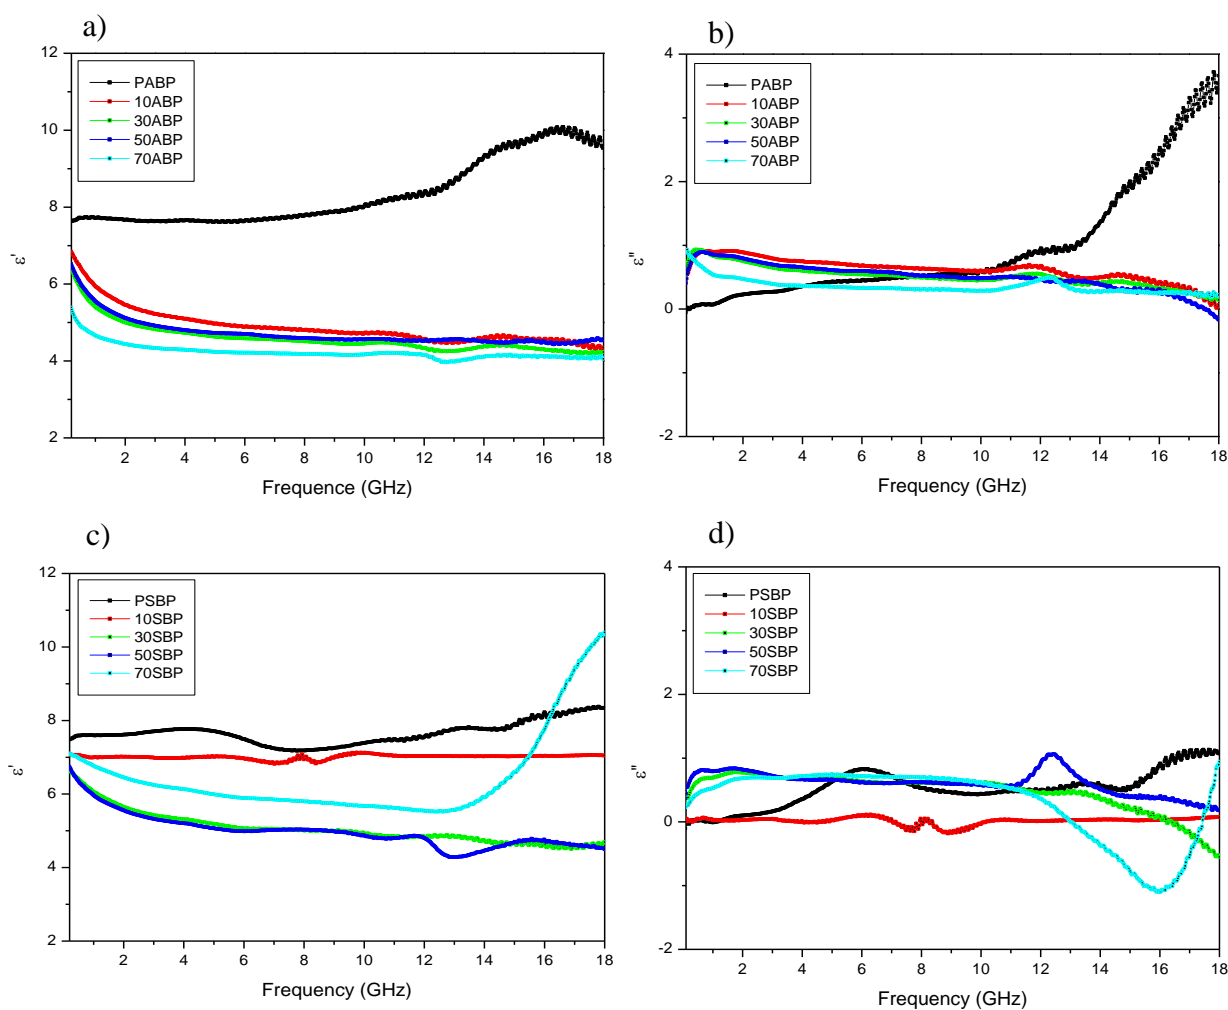 a)
12
10
8
6
4
2
ε'
PABP
10ABP
30ABP
50ABP
70ABP
2 4 6 8 10 12 14 16 18
Frequence (GHz)
b)
4
2
0
-2
ε"
PABP
10ABP
30ABP
50ABP
70ABP
2 4 6 8 10 12 14 16 18
Frequency (GHz)
c)
12
10
8
6
4
2
ε'
PSBP
10SBP
30SBP
50SBP
70SBP
2 4 6 8 10 12 14 16 18
Frequency (GHz)
d)
4
2
0
-2
ε"
PSBP
10SBP
30SBP
50SBP
70SBP
2 4 6 8 10 12 14 16 18
Frequency (GHz)